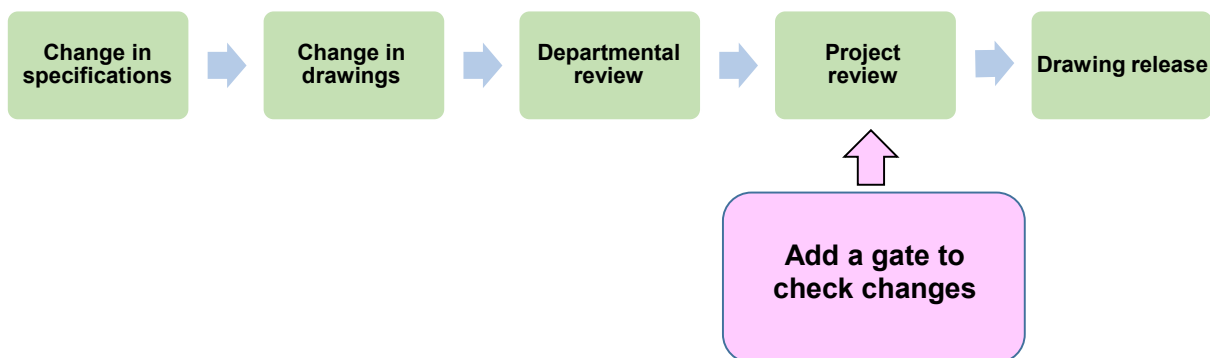 Change in
specifications
Change in
drawings
Departmental
review
Project
review
Drawing release
Add a gate to
check changes